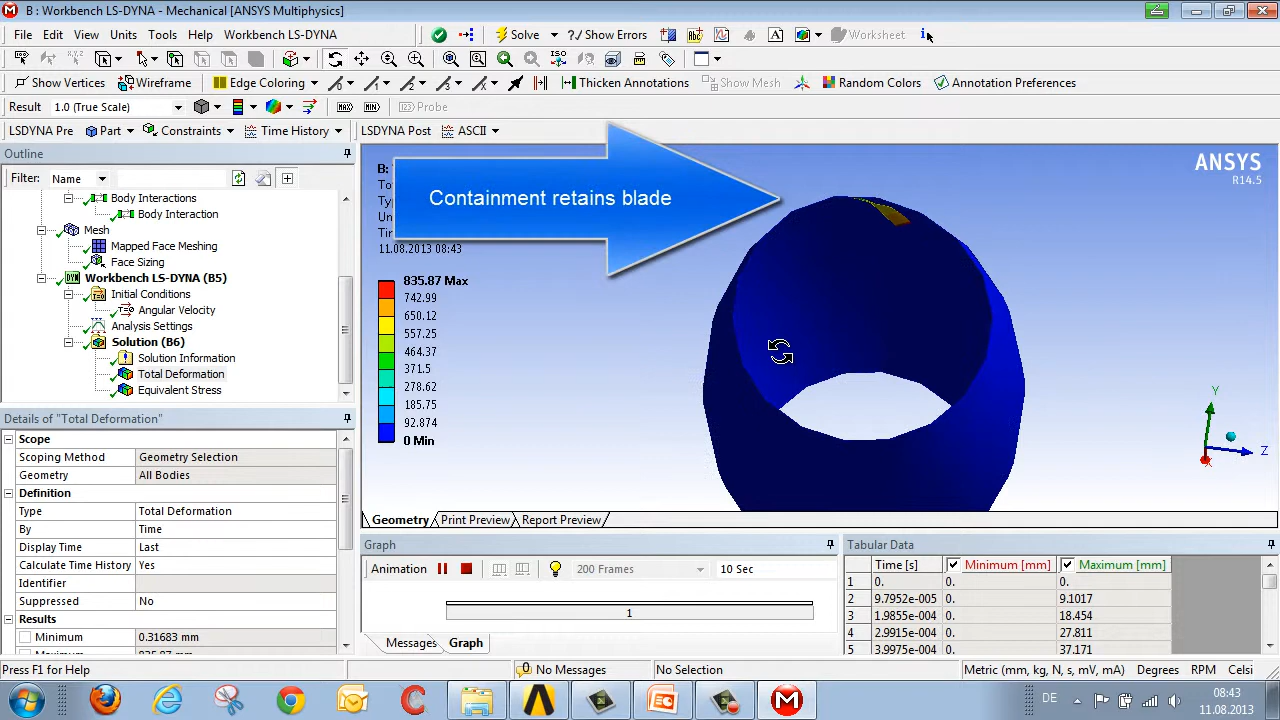 B : Workbench LS-DYNA - Mechanical [ANSYS Multiphysics]
File Edit View Units Tools Help Workbench LS-DYNA Solve Show Errors Worksheet
Show Vertices Wireframe Edge Coloring Thicken Annotations Show Mesh Random Colors Annotation Preferences
Result 1.0 (True Scale) Probe
LSDYNA Pre Part Constraints Time History LSDYNA Post ASCII
Outline
Filter: Name
Body Interactions
Body Interaction
Mesh
Mapped Face Meshing
Face Sizing
Workbench LS-DYNA (B5)
Initial Conditions
Angular Velocity
Analysis Settings
Solution (B6)
Solution Information
Total Deformation
Equivalent Stress
Details of "Total Deformation"
Scope
Scoping Method Geometry Selection
Geometry All Bodies
Definition
Type Total Deformation
By Time
Display Time Last
Calculate Time History Yes
Identifier
Suppressed No
Results
Minimum 0.31683 mm
B:
11.08.2013 08:43
Containment retains blade
ANSYS
R14.5
835.87 Max
742.99
650.12
557.25
464.37
371.5
278.62
185.75
92.874
0 Min
Y
Z
X
Geometry Print Preview Report Preview
Graph
Animation 200 Frames 10 Sec
1
Messages Graph
Tabular Data
Time [s] Minimum [mm] Maximum [mm]
1 0. 0. 0.
2 9.7952e-005 0. 9.1017
3 1.9855e-004 0. 18.454
4 2.9915e-004 0. 27.811
5 3.9975e-004 0. 37.171
Press F1 for Help 0 No Messages No Selection Metric (mm, kg, N, s, mV, mA) Degrees RPM Celsi
DE 08:43
11.08.2013